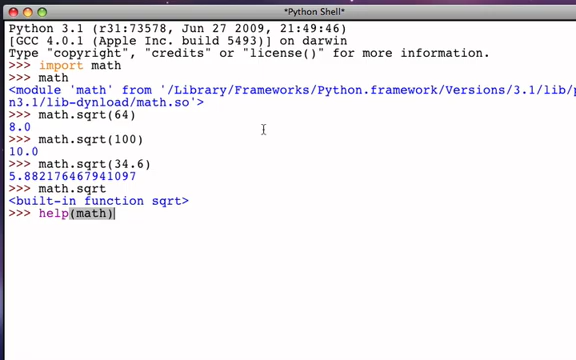 *Python Shell*
Python 3.1 (r31:73578, Jun 27 2009, 21:49:46)
[GCC 4.0.1 (Apple Inc. build 5493)] on darwin
Type "copyright", "credits" or "license()" for more information.
>>> import math
>>> math
<module 'math' from '/Library/Frameworks/Python.framework/Versions/3.1/lib/
n3.1/lib-dynload/math.so'>
>>> math.sqrt(64)
8.0
>>> math.sqrt(100)
10.0
>>> math.sqrt(34.6)
5.882176467941097
>>> math.sqrt
<built-in function sqrt>
>>> help(math)